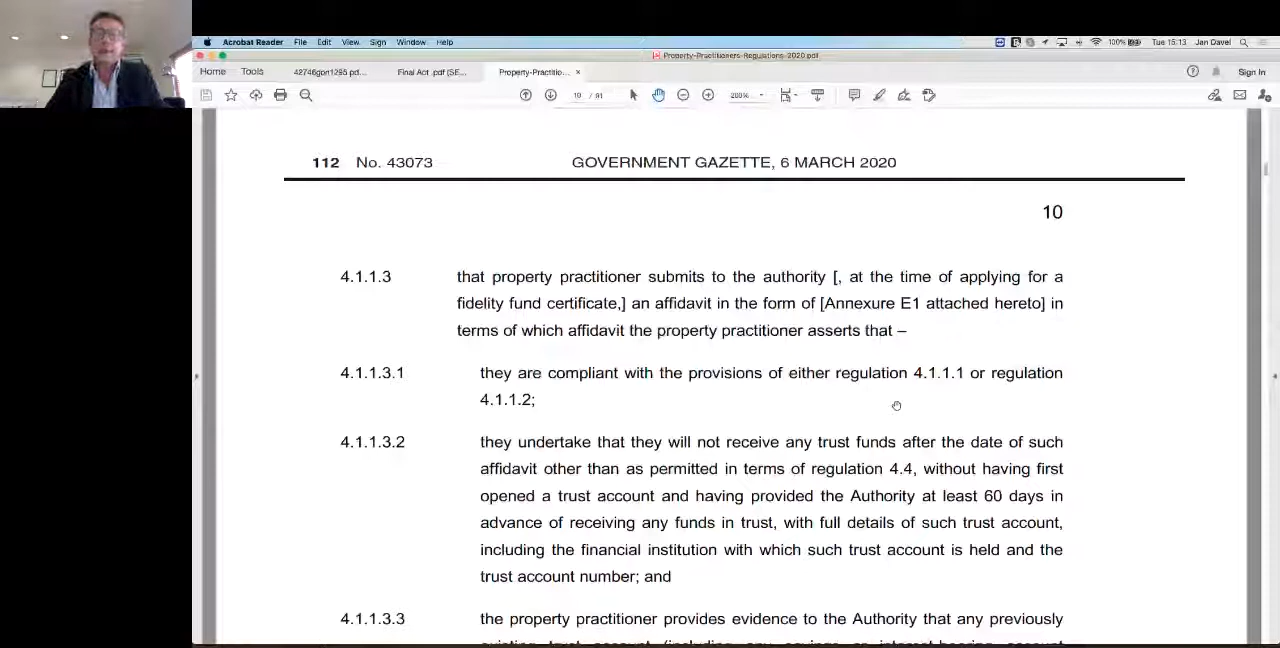 Acrobat Reader File Edit View Sign Window Help 100% Tue 15:13 Jan Davel
Property-Practitioners-Regulations-2020.pdf
Home Tools 42746gon1295 pd... Final Act .pdf (SE... Property-Practitio... × Sign In
10 / 91 200%
112 No. 43073 GOVERNMENT GAZETTE, 6 MARCH 2020
10
4.1.1.3 that property practitioner submits to the authority [, at the time of applying for a
fidelity fund certificate,] an affidavit in the form of [Annexure E1 attached hereto] in
terms of which affidavit the property practitioner asserts that –
4.1.1.3.1 they are compliant with the provisions of either regulation 4.1.1.1 or regulation
4.1.1.2;
4.1.1.3.2 they undertake that they will not receive any trust funds after the date of such
affidavit other than as permitted in terms of regulation 4.4, without having first
opened a trust account and having provided the Authority at least 60 days in
advance of receiving any funds in trust, with full details of such trust account,
including the financial institution with which such trust account is held and the
trust account number; and
4.1.1.3.3 the property practitioner provides evidence to the Authority that any previously